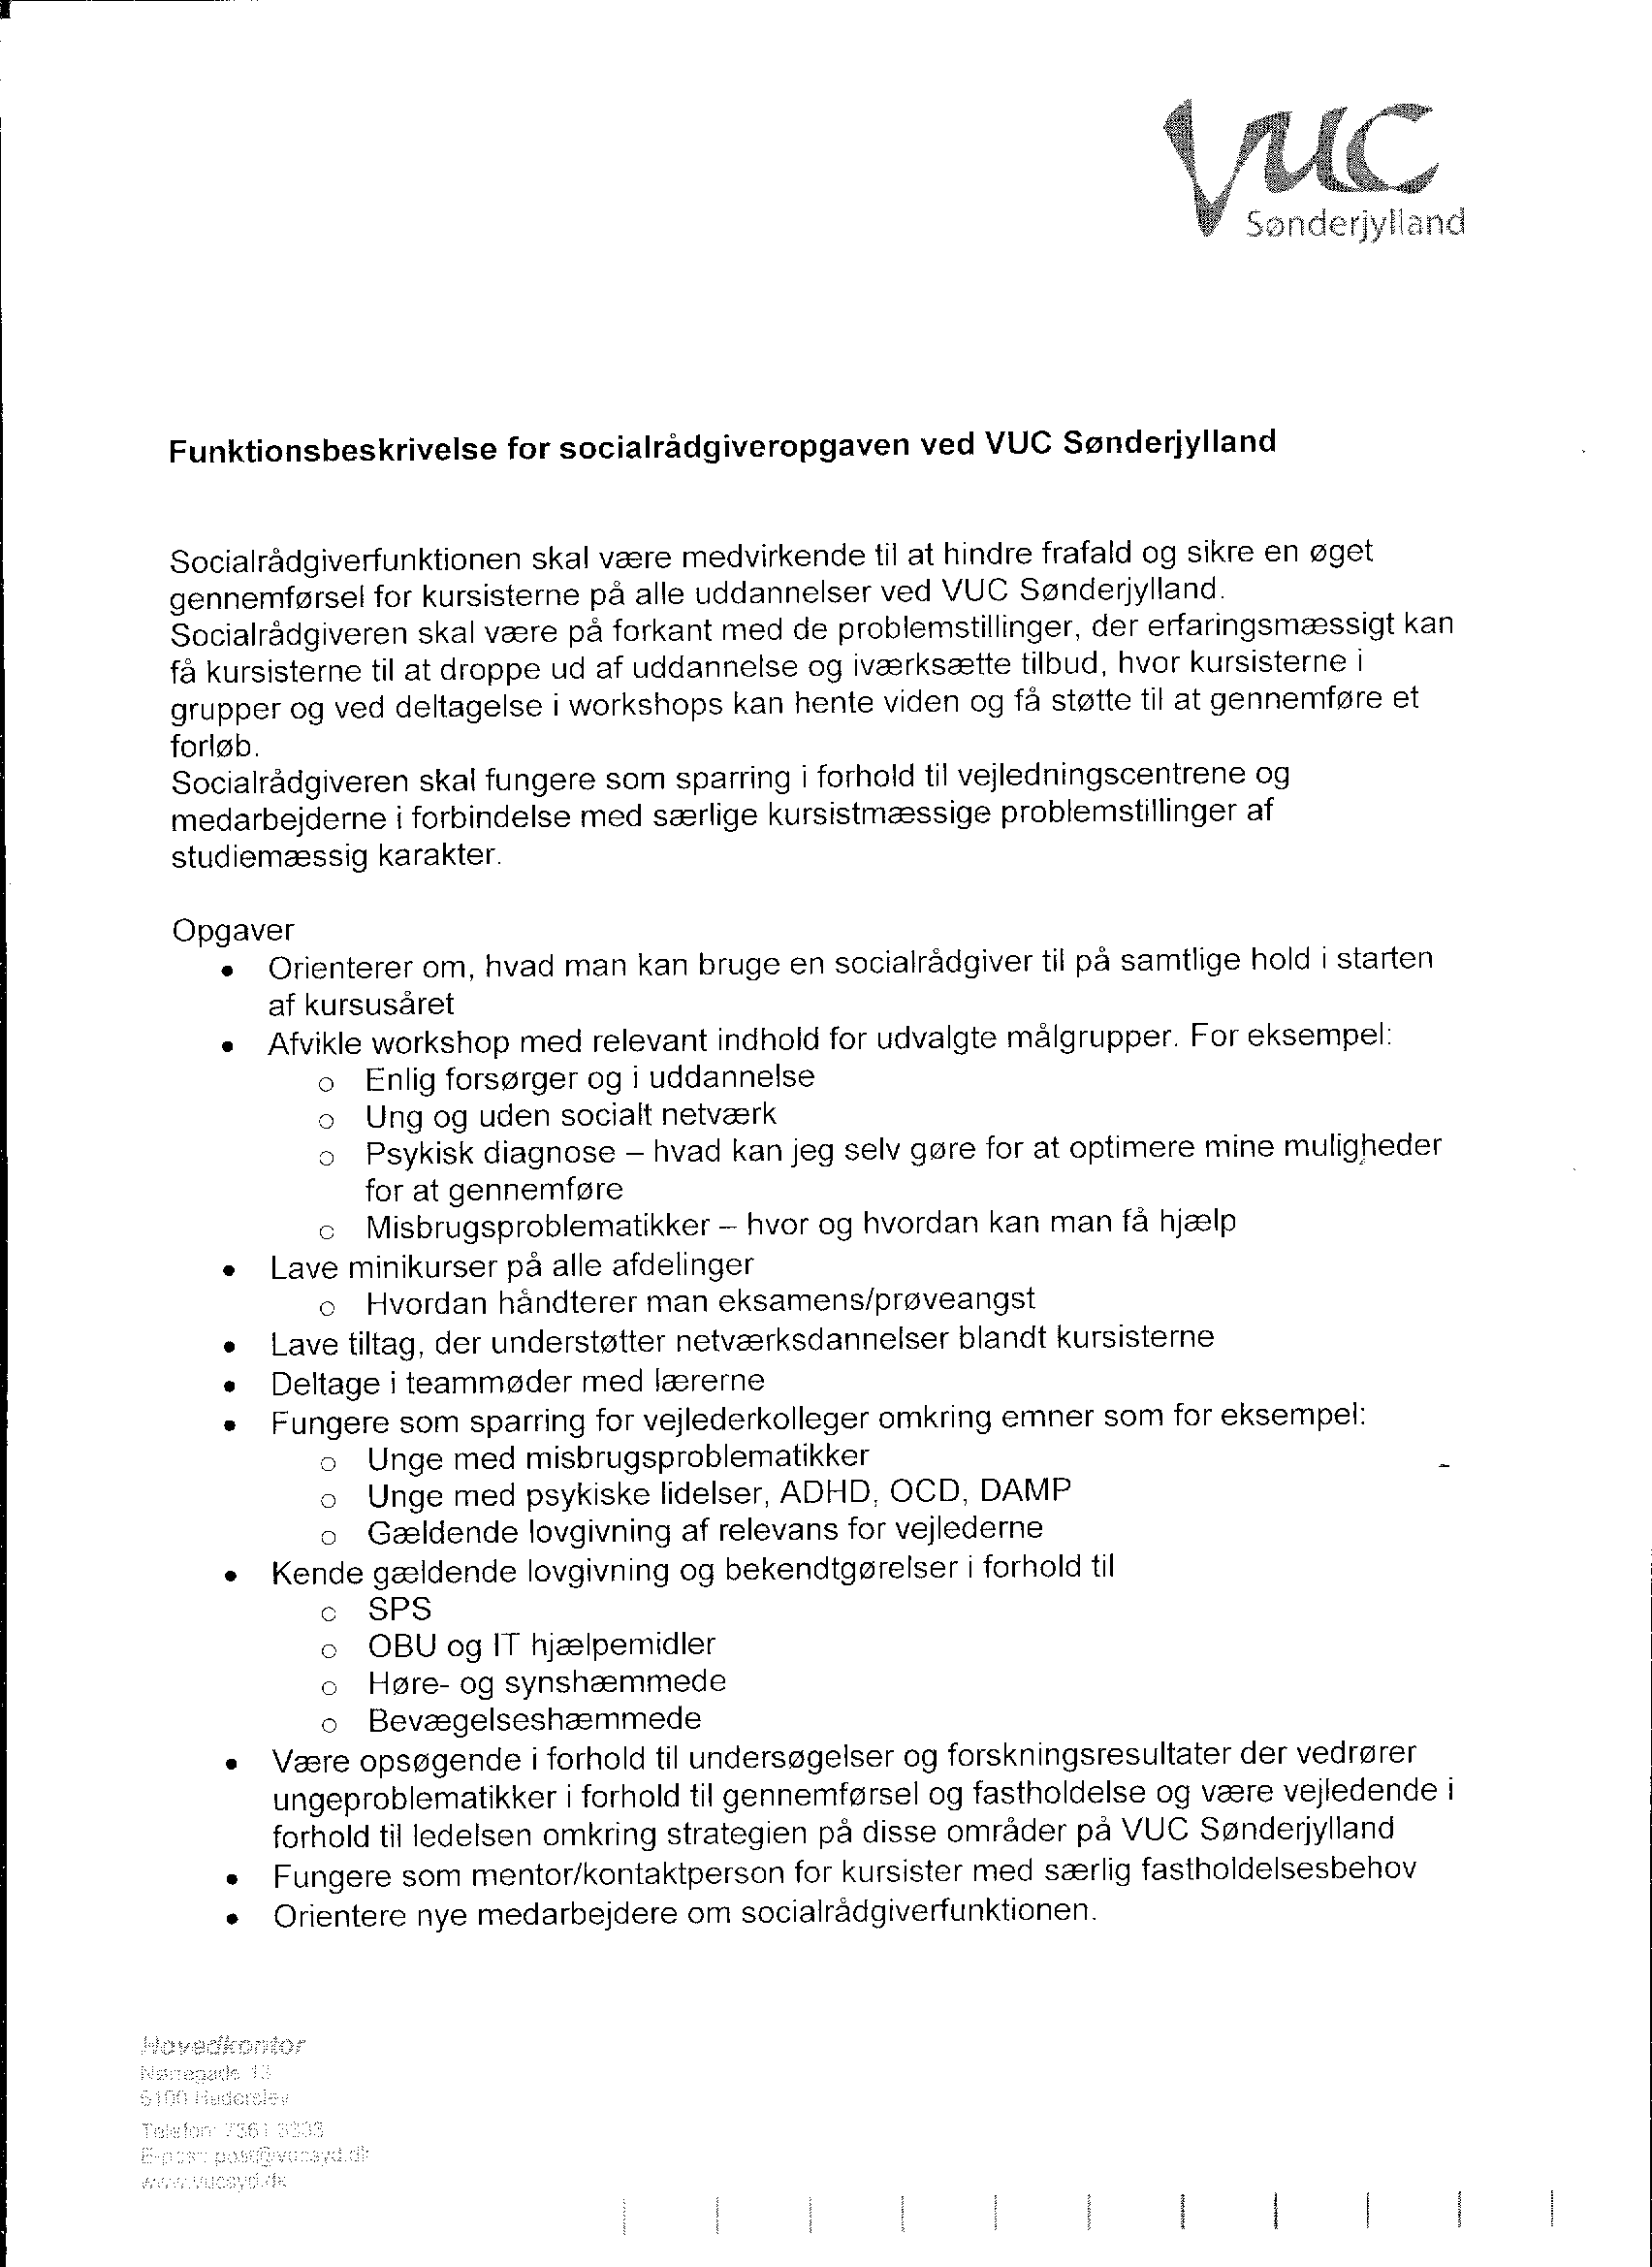 VUC
Sønderjylland
Funktionsbeskrivelse for socialrådgiveropgaven ved VUC Sønderjylland
Socialrådgiverfunktionen skal være medvirkende til at hindre frafald og sikre en øget
gennemførsel for kursisterne på alle uddannelser ved VUC Sønderjylland.
Socialrådgiveren skal være på forkant med de problemstillinger, der erfaringsmæssigt kan
få kursisterne til at droppe ud af uddannelse og iværksætte tilbud, hvor kursisterne i
grupper og ved deltagelse i workshops kan hente viden og få støtte til at gennemføre et
forløb.
Socialrådgiveren skal fungere som sparring i forhold til vejledningscentrene og
medarbejderne i forbindelse med særlige kursistmæssige problemstillinger af
studiemæssig karakter.
Opgaver
• Orienterer om, hvad man kan bruge en socialrådgiver til på samtlige hold i starten
af kursusåret
• Afvikle workshop med relevant indhold for udvalgte målgrupper. For eksempel:
o Enlig forsørger og i uddannelse
o Ung og uden socialt netværk
o Psykisk diagnose – hvad kan jeg selv gøre for at optimere mine muligheder
for at gennemføre
o Misbrugsproblematikker – hvor og hvordan kan man få hjælp
• Lave minikurser på alle afdelinger
o Hvordan håndterer man eksamens/prøveangst
• Lave tiltag, der understøtter netværksdannelser blandt kursisterne
• Deltage i teammøder med lærerne
• Fungere som sparring for vejlederkolleger omkring emner som for eksempel:
o Unge med misbrugsproblematikker
o Unge med psykiske lidelser, ADHD, OCD, DAMP
o Gældende lovgivning af relevans for vejlederne
• Kende gældende lovgivning og bekendtgørelser i forhold til
o SPS
o OBU og IT hjælpemidler
o Høre- og synshæmmede
o Bevægelseshæmmede
• Være opsøgende i forhold til undersøgelser og forskningsresultater der vedrører
ungeproblematikker i forhold til gennemførsel og fastholdelse og være vejledende i
forhold til ledelsen omkring strategien på disse områder på VUC Sønderjylland
• Fungere som mentor/kontaktperson for kursister med særlig fastholdelsesbehov
• Orientere nye medarbejdere om socialrådgiverfunktionen.
Hovedkontor
6100 Haderslev
Telefon: 7361 3333
E-post: post@vucsyd.dk
www.vucsyd.dk